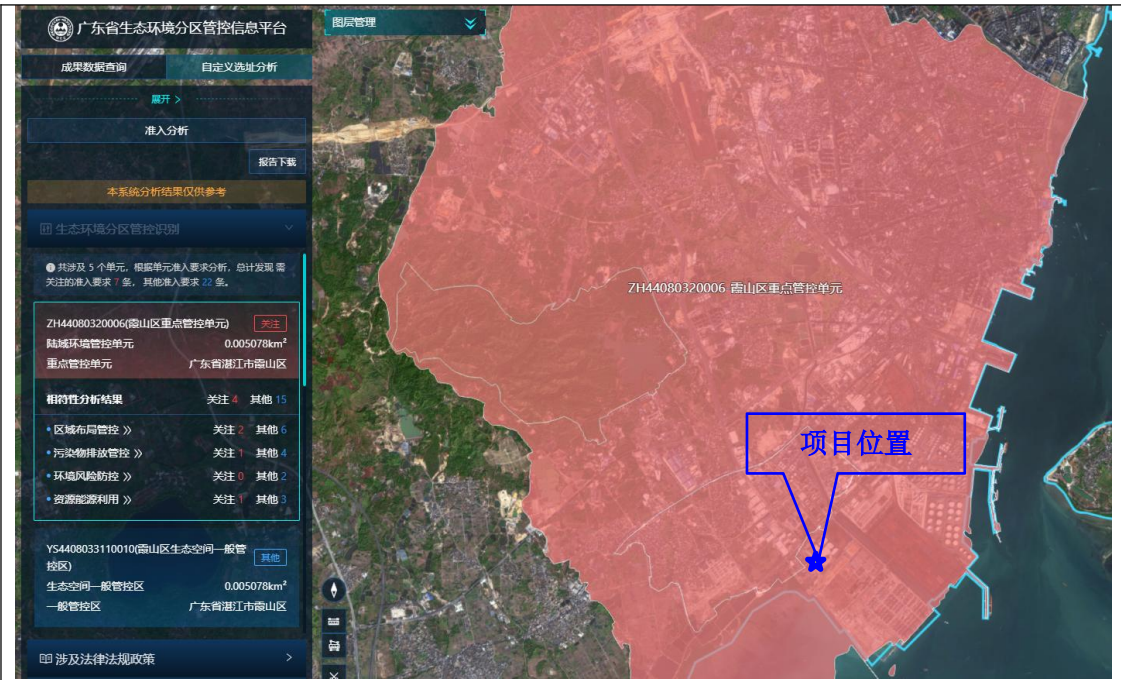 广东省生态环境分区管控信息平台
图层管理
成果数据查询 自定义选址分析
展开 >
准入分析
报告下载
本系统分析结果仅供参考
生态环境分区管控识别
共涉及 5 个单元，根据单元准入要求分析，总计发现 需
关注的准入要求 7 条，其他准入要求 22 条。
ZH44080320006(霞山区重点管控单元) 关注
陆域环境管控单元 0.005078km²
重点管控单元 广东省湛江市霞山区
相符性分析结果 关注 4 其他 15
区域布局管控 》 关注 2 其他 6
污染物排放管控 》 关注 1 其他 4
环境风险防控 》 关注 0 其他 2
资源能源利用 》 关注 1 其他 3
YS4408033110010(霞山区生态空间一般管
控区) 其他
生态空间一般管控区 0.005078km²
一般管控区 广东省湛江市霞山区
涉及法律法规政策 >
ZH44080320006 霞山区重点管控单元
项目位置